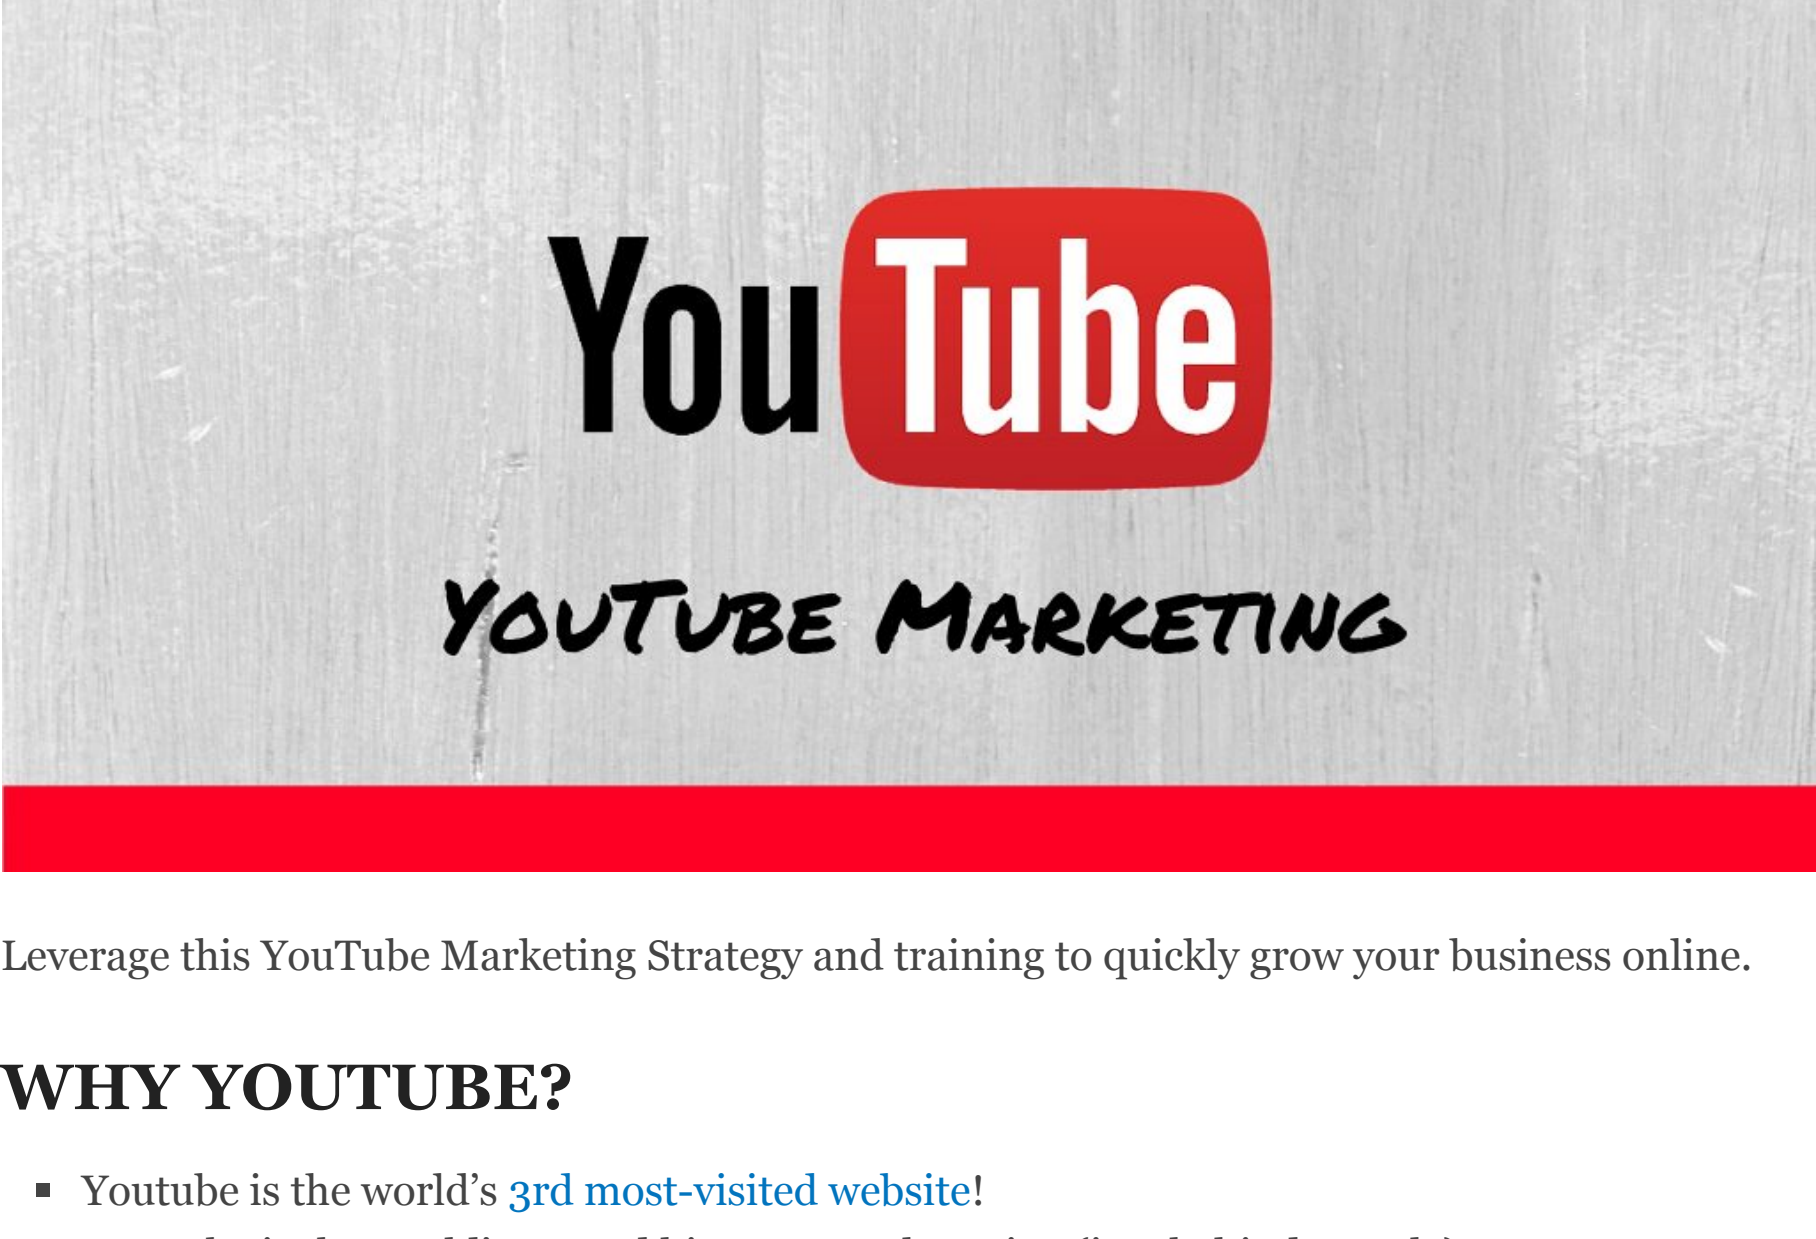 YouTube
YouTube Marketing
Leverage this YouTube Marketing Strategy and training to quickly grow your business online.
WHY YOUTUBE?
▪ Youtube is the world’s 3rd most-visited website!